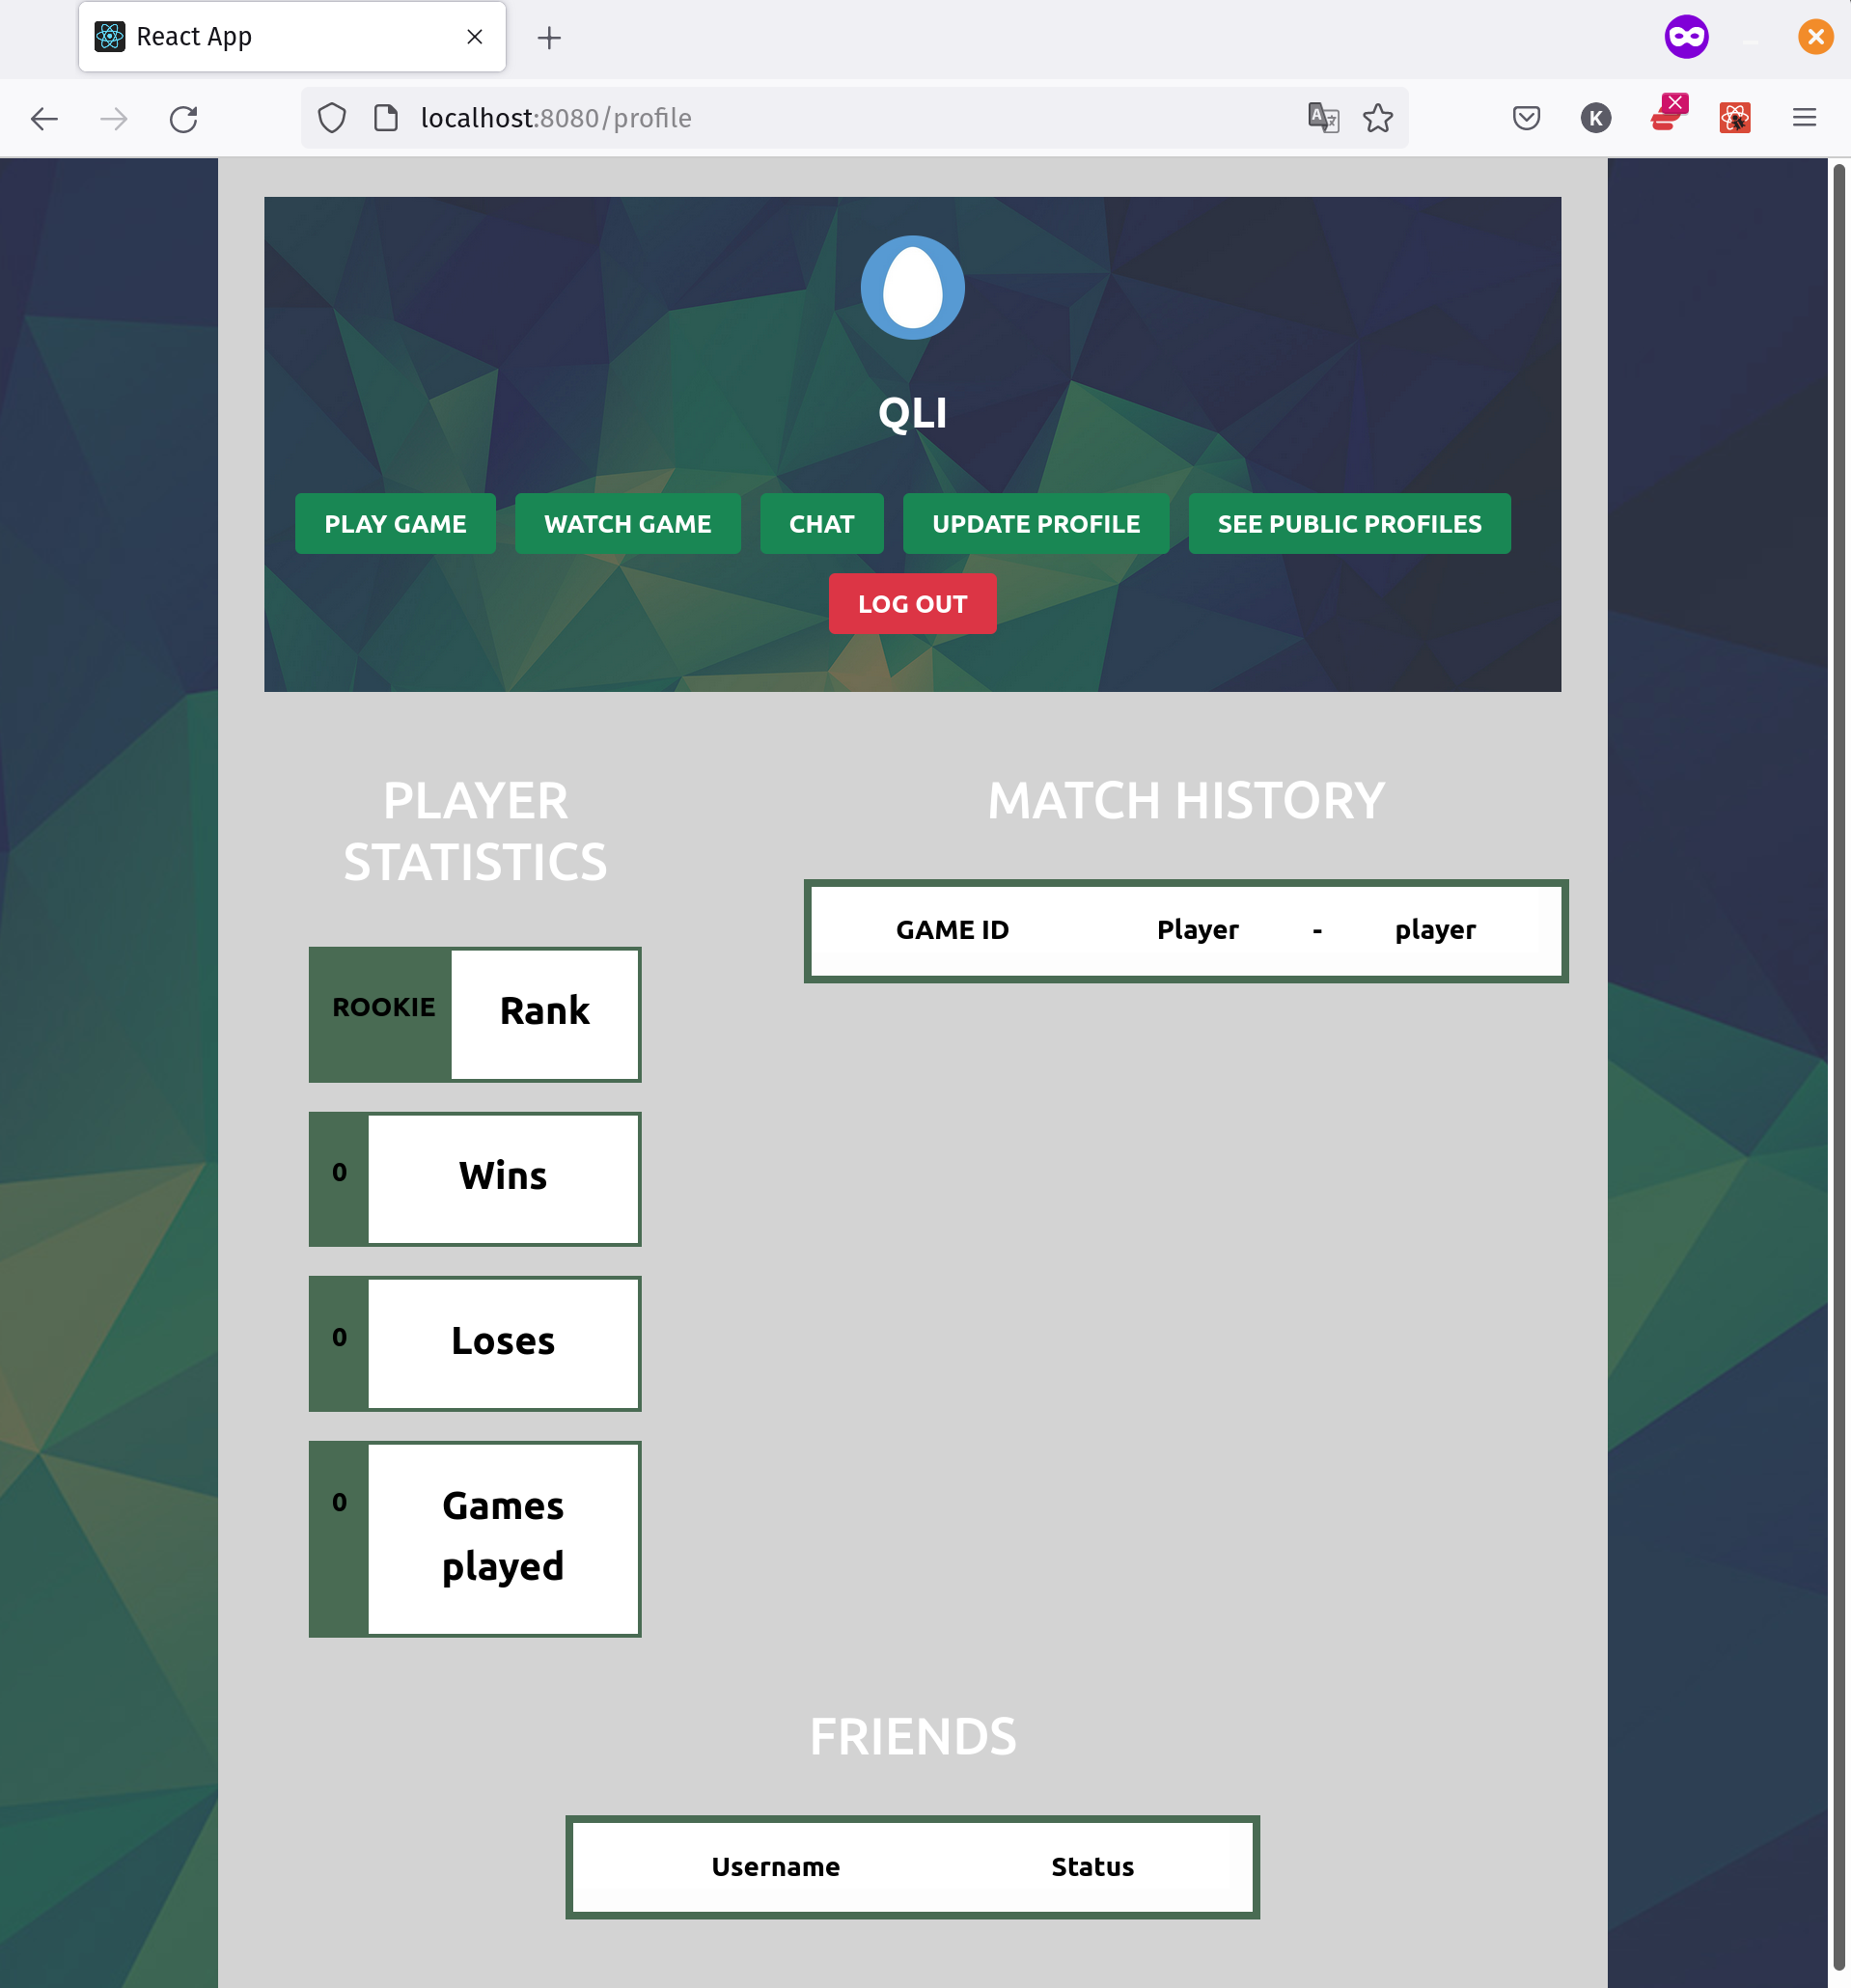 React App
localhost:8080/profile
K
QLI
PLAY GAME
WATCH GAME
CHAT
UPDATE PROFILE
SEE PUBLIC PROFILES
LOG OUT
PLAYER
STATISTICS
ROOKIE
Rank
0
Wins
0
Loses
0
Games
played
MATCH HISTORY
GAME ID Player - player
FRIENDS
Username Status